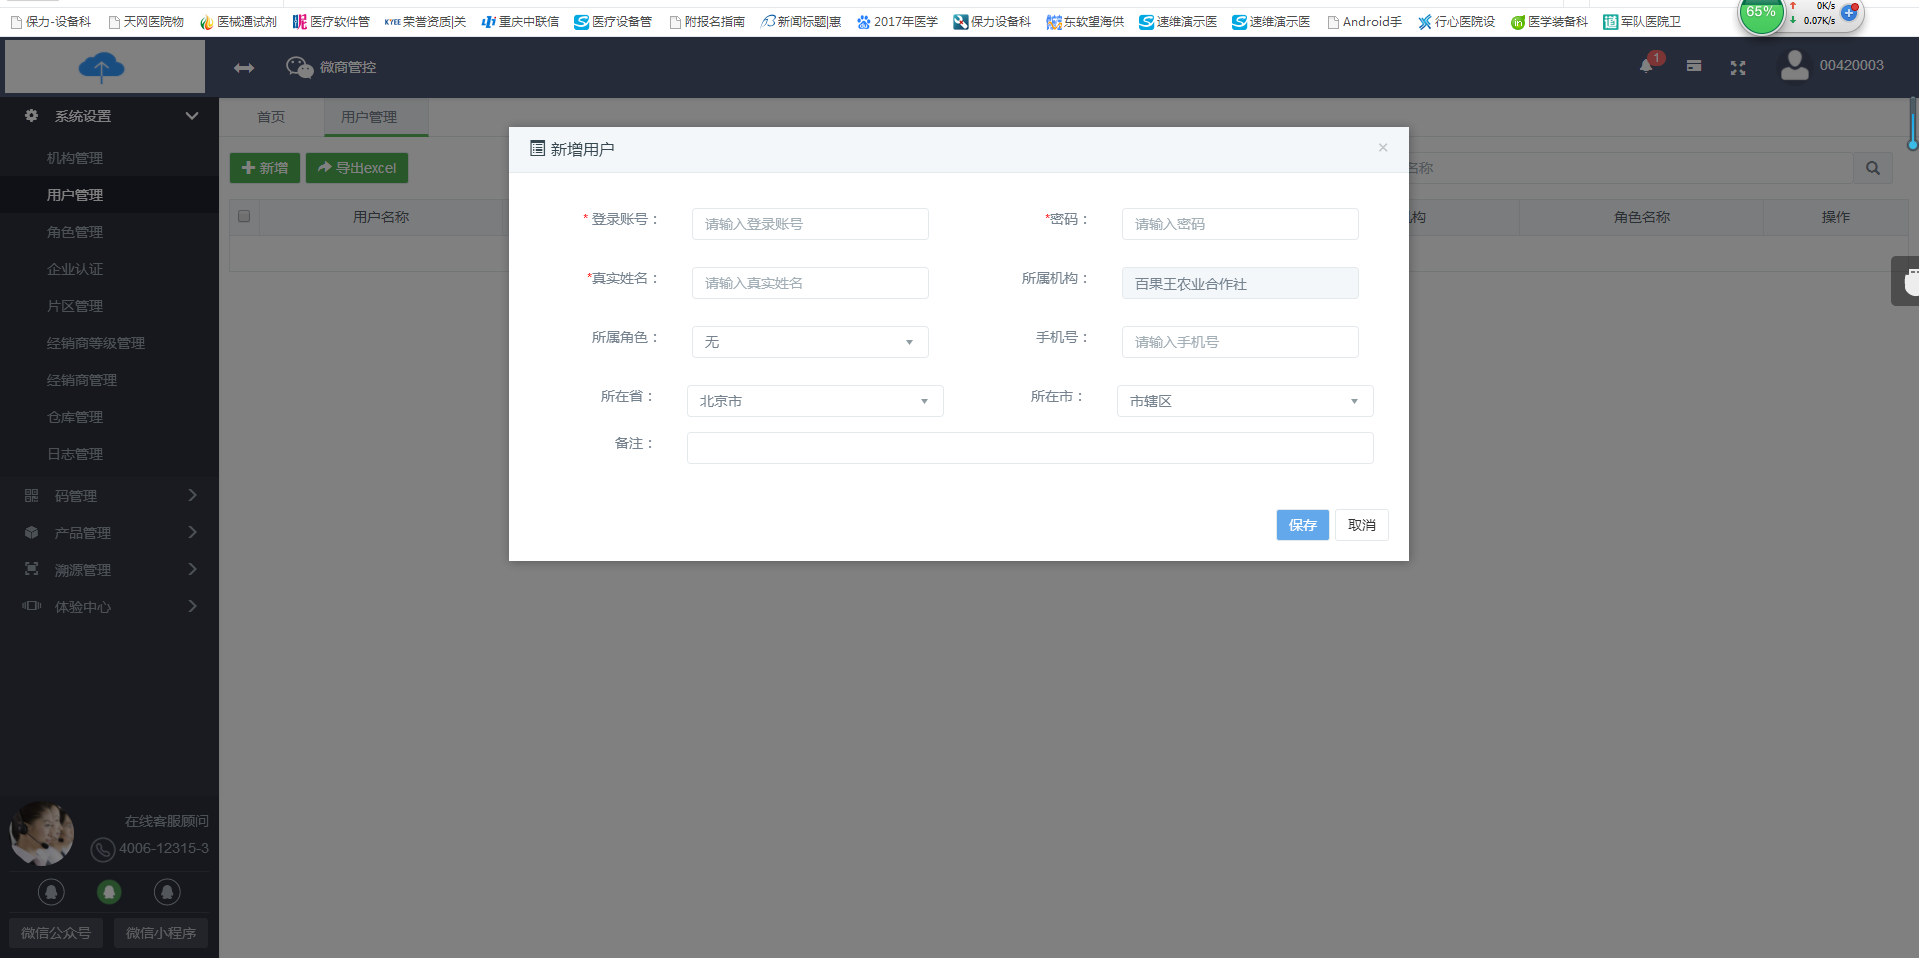 保力-设备科 天网医院物 医械通试剂 医疗软件管 KYEE 荣誉资质|关 重庆中联信 医疗设备管 附报名指南 新闻标题|惠 2017年医学 保力设备科 东软望海供 速维演示医 速维演示医 Android手 行心医院设 医学装备科 军队医院卫
65% 0K/s
0.07K/s
微商管控 1 00420003
系统设置
机构管理
用户管理
角色管理
企业认证
片区管理
经销商等级管理
经销商管理
仓库管理
日志管理
码管理
产品管理
溯源管理
体验中心
在线客服顾问
4006-12315-3
微信公众号 微信小程序
首页 用户管理
新增 导出excel 名称
用户名称 机构 角色名称 操作
新增用户 ×
* 登录账号： 请输入登录账号 *密码： 请输入密码
*真实姓名： 请输入真实姓名 所属机构： 百果王农业合作社
所属角色： 无 手机号： 请输入手机号
所在省： 北京市 所在市： 市辖区
备注：
保存 取消